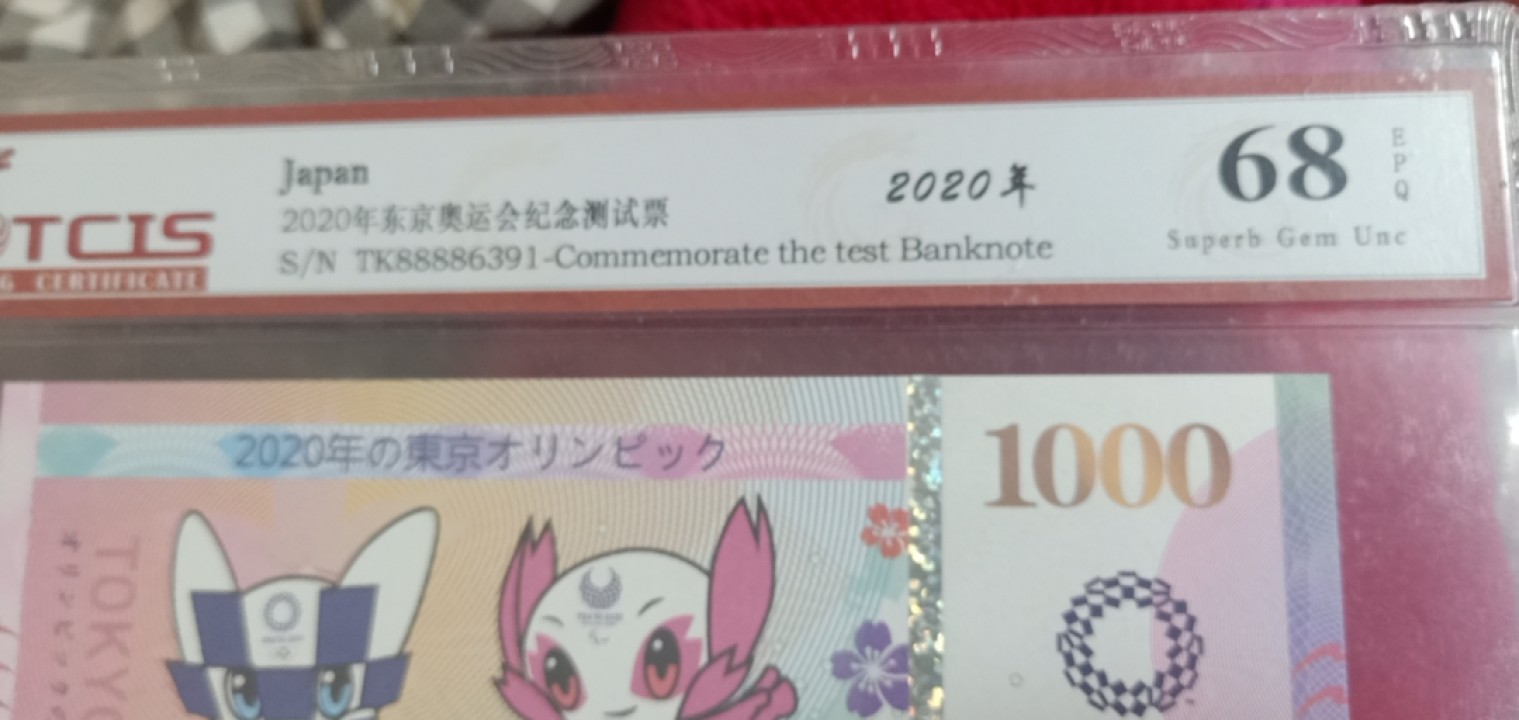 Japan
2020年东京奥运会纪念测试票
S/N TK88886391-Commemorate the test Banknote
2020年
68
EPQ
Superb Gem Unc
TCIS
CERTIFICATE
2020年の東京オリンピック
1000
TOKYO